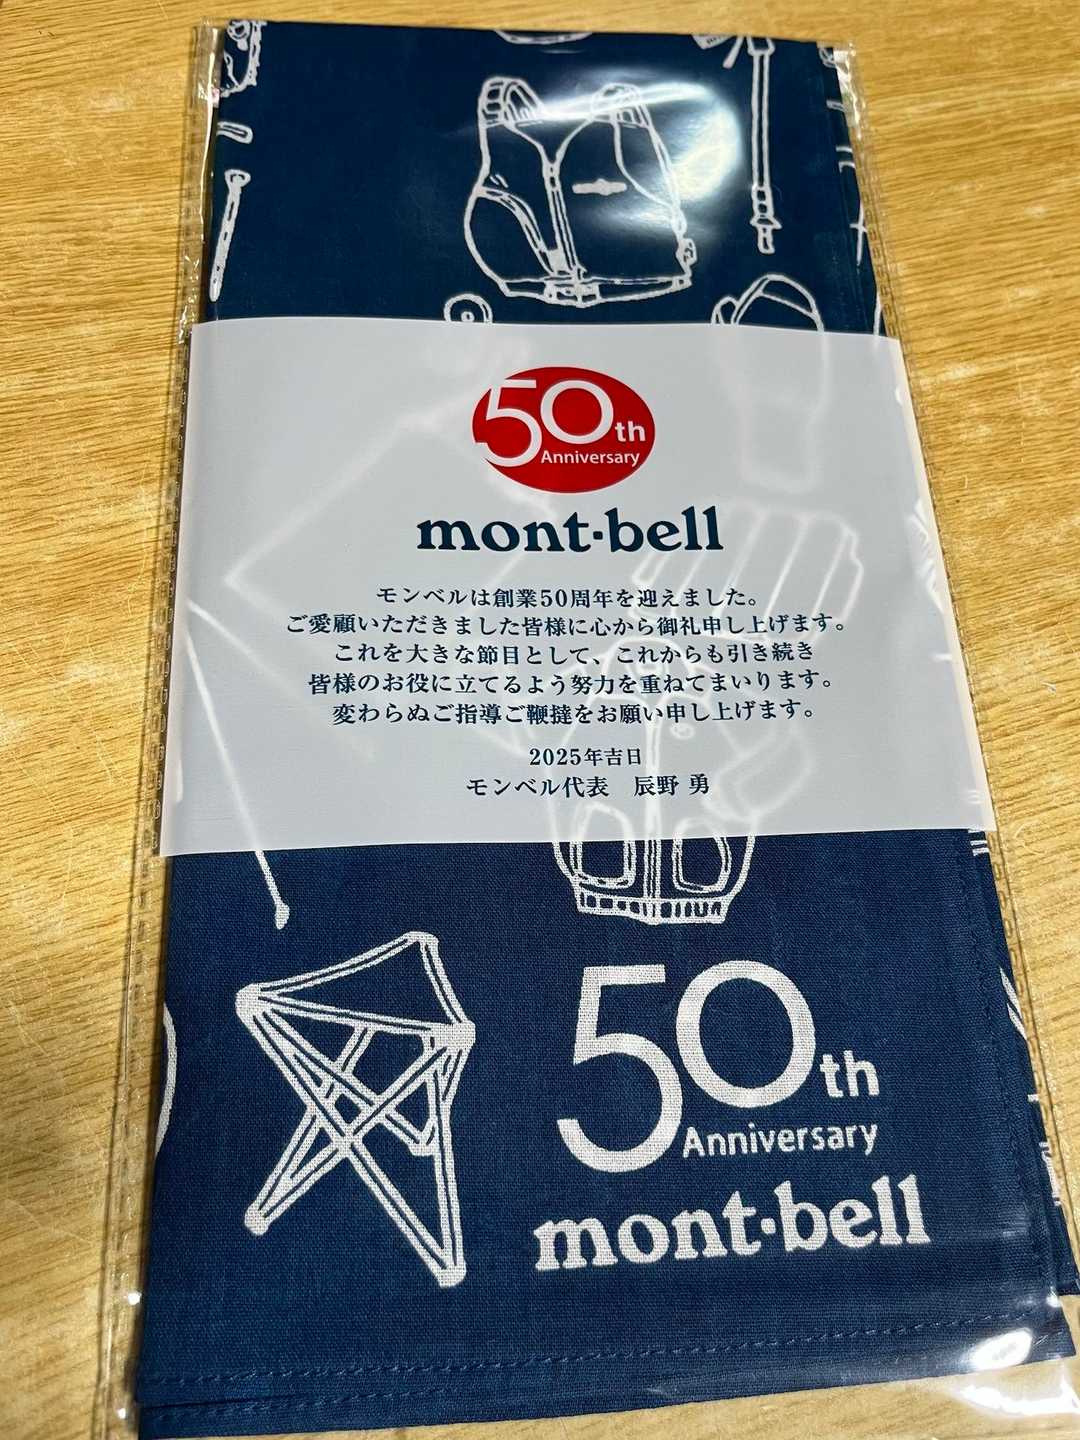 50th
Anniversary
mont·bell
モンベルは創業50周年を迎えました。
ご愛顧いただきました皆様に心から御礼申し上げます。
これを大きな節目として、これからも引き続き
皆様のお役に立てるよう努力を重ねてまいります。
変わらぬご指導ご鞭撻をお願い申し上げます。
2025年吉日
モンベル代表 辰野 勇
50th
Anniversary
mont·bell